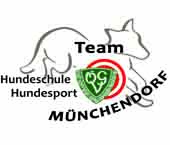 Team
Hundeschule
Hundesport
ÖGV
MÜNCHENDORF